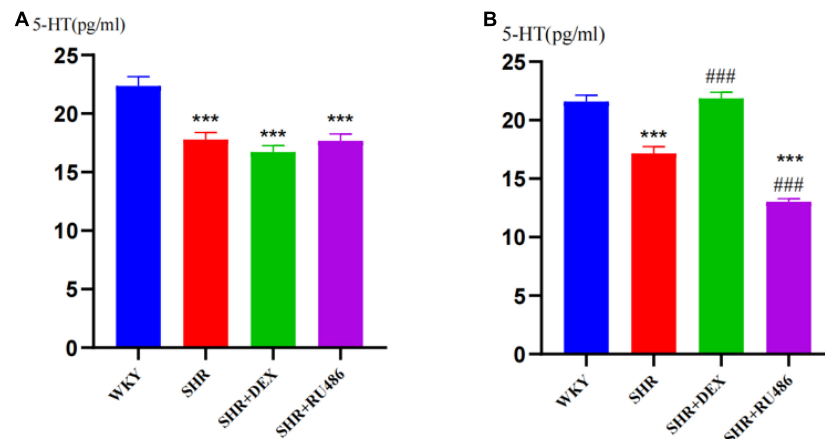 A 5-HT(pg/ml)
25
20
15
10
5
0
***
***
***
WKY
SHR
SHR+DEX
SHR+RU486
B 5-HT(pg/ml)
25
20
15
10
5
0
***
###
***
###
WKY
SHR
SHR+DEX
SHR+RU486